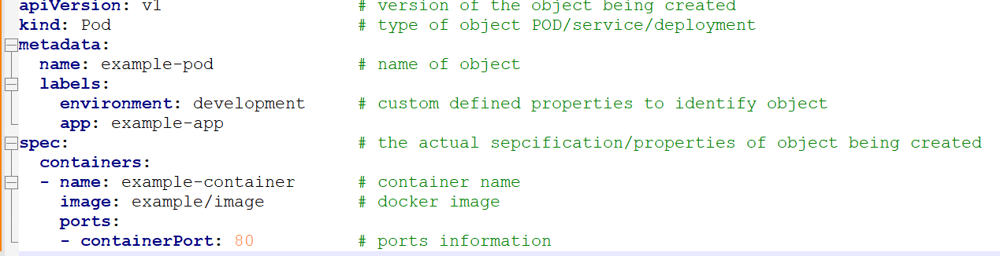 apiVersion: v1 # version of the object being created
kind: Pod # type of object POD/service/deployment
metadata:
  name: example-pod # name of object
  labels:
    environment: development # custom defined properties to identify object
    app: example-app
spec: # the actual sepcification/properties of object being created
  containers:
  - name: example-container # container name
    image: example/image # docker image
    ports:
    - containerPort: 80 # ports information